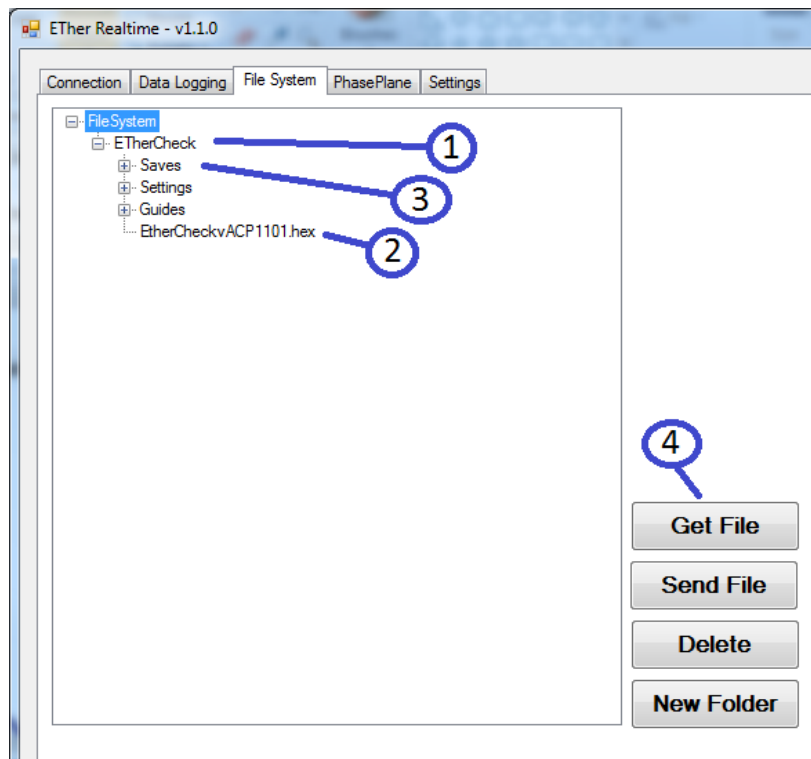 ETher Realtime - v1.1.0
Connection Data Logging File System PhasePlane Settings
FileSystem
ETherCheck
1
Saves
3
Settings
Guides
EtherCheckvACP1101.hex
2
4
Get File
Send File
Delete
New Folder